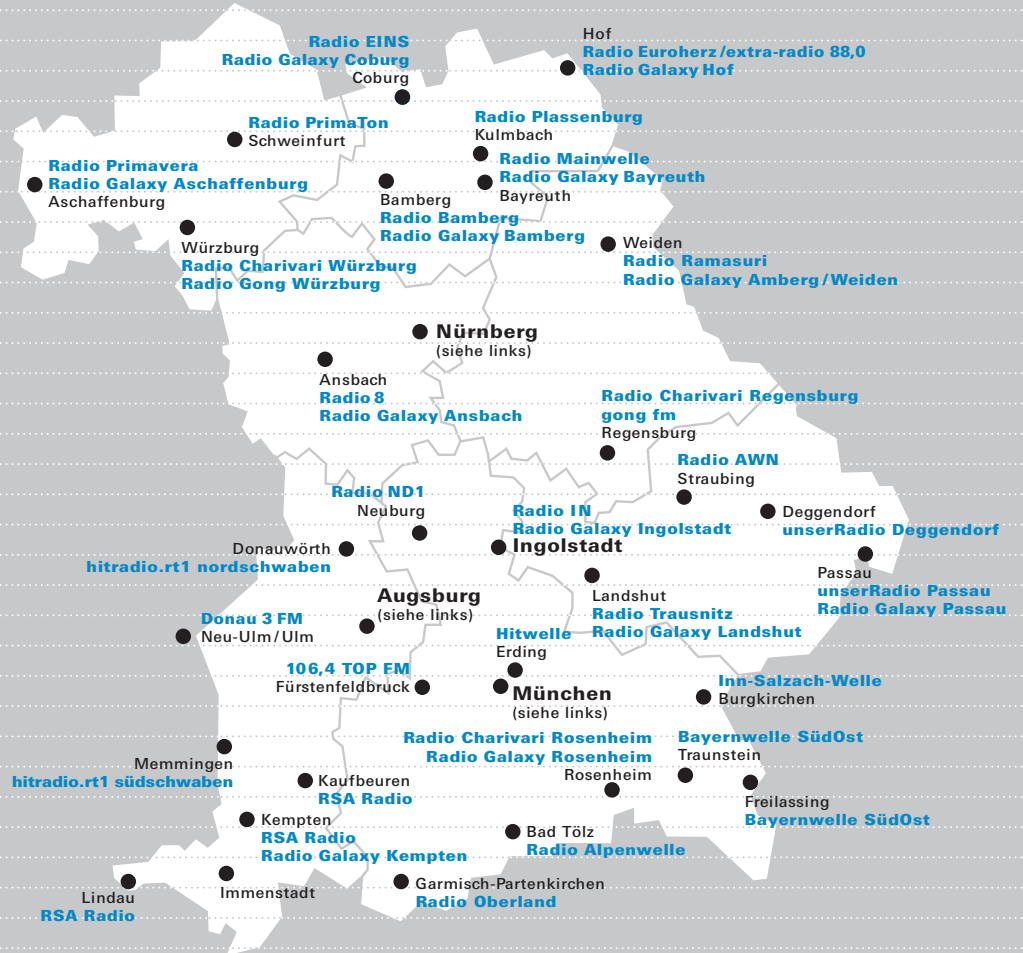 Hof
Radio Euroherz/extra-radio 88,0
Radio Galaxy Hof
Radio EINS
Radio Galaxy Coburg
Coburg
Radio PrimaTon
Schweinfurt
Radio Plassenburg
Kulmbach
Radio Primavera
Radio Galaxy Aschaffenburg
Aschaffenburg
Radio Mainwelle
Radio Galaxy Bayreuth
Bayreuth
Bamberg
Radio Bamberg
Radio Galaxy Bamberg
Würzburg
Radio Charivari Würzburg
Radio Gong Würzburg
Weiden
Radio Ramasuri
Radio Galaxy Amberg/Weiden
Nürnberg
(siehe links)
Ansbach
Radio 8
Radio Galaxy Ansbach
Radio Charivari Regensburg
gong fm
Regensburg
Radio AWN
Straubing
Radio ND1
Neuburg
Radio IN
Radio Galaxy Ingolstadt
Ingolstadt
Deggendorf
unserRadio Deggendorf
Donauwörth
hitradio.rt1 nordschwaben
Passau
unserRadio Passau
Radio Galaxy Passau
Augsburg
(siehe links)
Landshut
Radio Trausnitz
Radio Galaxy Landshut
Donau 3 FM
Neu-Ulm/Ulm
Hitwelle
Erding
106,4 TOP FM
Fürstenfeldbruck
München
(siehe links)
Inn-Salzach-Welle
Burgkirchen
Radio Charivari Rosenheim
Radio Galaxy Rosenheim
Rosenheim
Bayernwelle SüdOst
Traunstein
Memmingen
hitradio.rt1 südschwaben
Kaufbeuren
RSA Radio
Freilassing
Bayernwelle SüdOst
Kempten
RSA Radio
Radio Galaxy Kempten
Bad Tölz
Radio Alpenwelle
Immenstadt
Garmisch-Partenkirchen
Radio Oberland
Lindau
RSA Radio